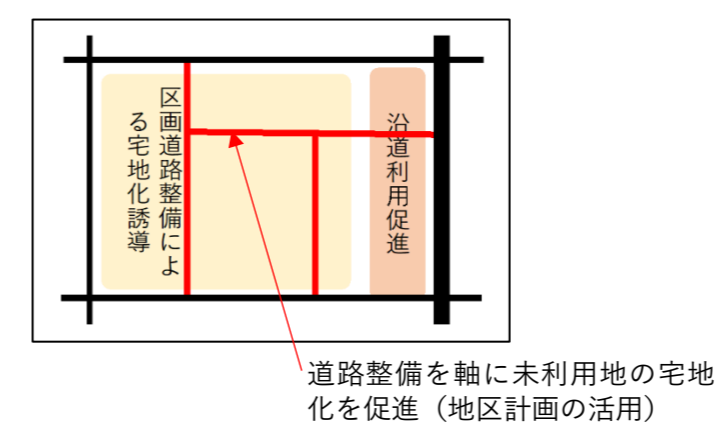 区画道路整備によ
る宅地化誘導
沿道利用促進
道路整備を軸に未利用地の宅地
化を促進（地区計画の活用）